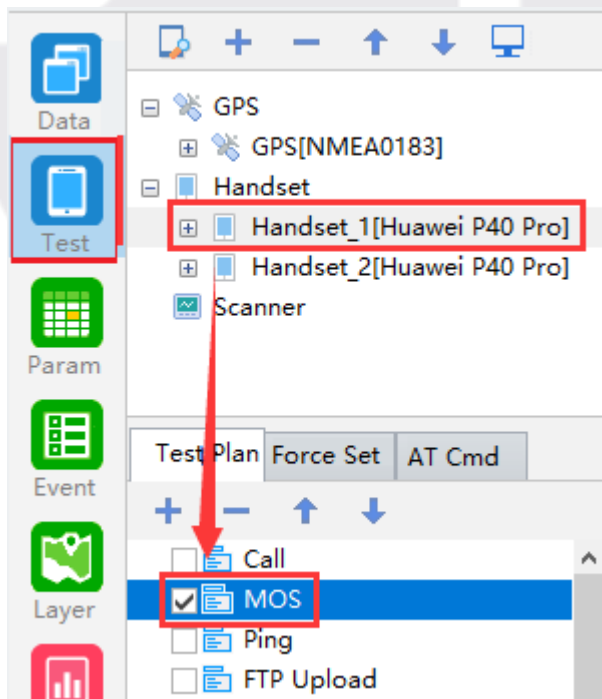 Data
Test
Param
Event
Layer
GPS
GPS[NMEA0183]
Handset
Handset_1[Huawei P40 Pro]
Handset_2[Huawei P40 Pro]
Scanner
Test Plan
Force Set
AT Cmd
Call
MOS
Ping
FTP Upload